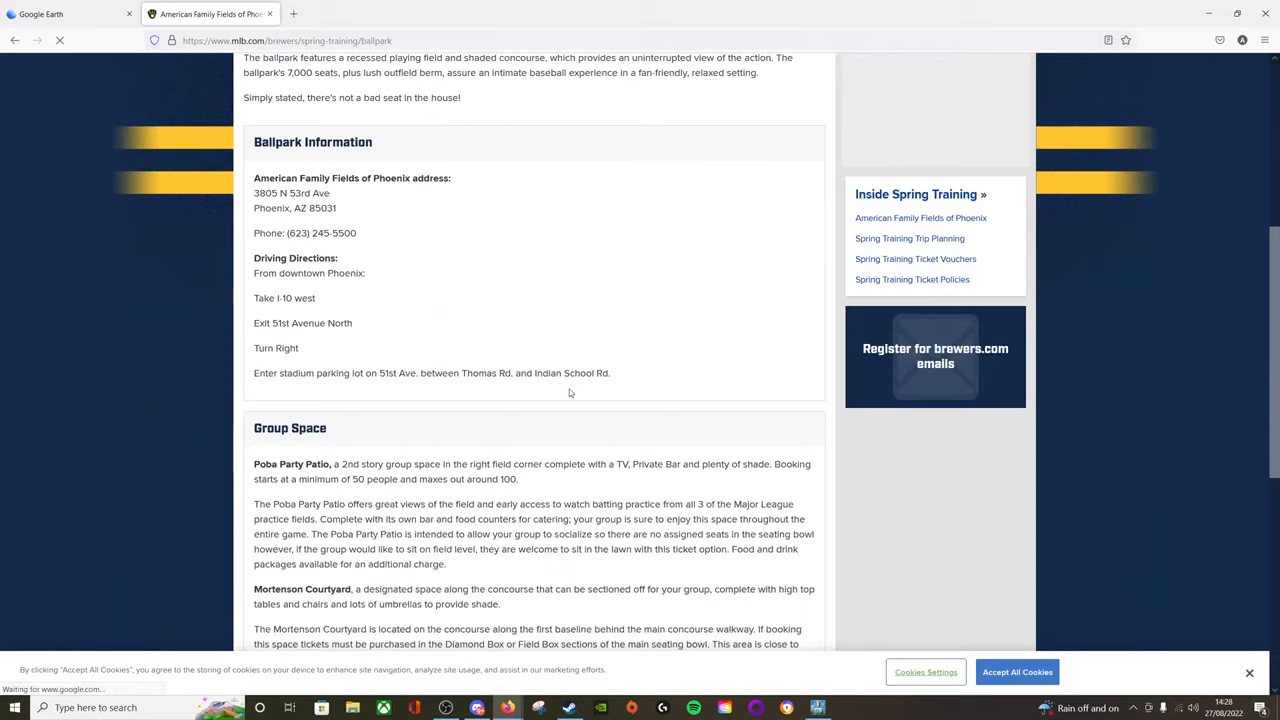 Google Earth
American Family Fields of Phoe
https://www.mlb.com/brewers/spring-training/ballpark
The ballpark features a recessed playing field and shaded concourse, which provides an uninterrupted view of the action. The
ballpark's 7,000 seats, plus lush outfield berm, assure an intimate baseball experience in a fan-friendly, relaxed setting.
Simply stated, there's not a bad seat in the house!
Ballpark Information
American Family Fields of Phoenix address:
3805 N 53rd Ave
Phoenix, AZ 85031
Phone: (623) 245-5500
Driving Directions:
From downtown Phoenix:
Take I-10 west
Exit 51st Avenue North
Turn Right
Enter stadium parking lot on 51st Ave. between Thomas Rd. and Indian School Rd.
Group Space
Poba Party Patio, a 2nd story group space in the right field corner complete with a TV, Private Bar and plenty of shade. Booking
starts at a minimum of 50 people and maxes out around 100.
The Poba Party Patio offers great views of the field and early access to watch batting practice from all 3 of the Major League
practice fields. Complete with its own bar and food counters for catering; your group is sure to enjoy this space throughout the
entire game. The Poba Party Patio is intended to allow your group to socialize so there are no assigned seats in the seating bowl
however, if the group would like to sit on field level, they are welcome to sit in the lawn with this ticket option. Food and drink
packages available for an additional charge.
Mortenson Courtyard, a designated space along the concourse that can be sectioned off for your group, complete with high top
tables and chairs and lots of umbrellas to provide shade.
The Mortenson Courtyard is located on the concourse along the first baseline behind the main concourse walkway. If booking
this space tickets must be purchased in the Diamond Box or Field Box sections of the main seating bowl. This area is close to
Inside Spring Training »
American Family Fields of Phoenix
Spring Training Trip Planning
Spring Training Ticket Vouchers
Spring Training Ticket Policies
Register for brewers.com
emails
By clicking “Accept All Cookies”, you agree to the storing of cookies on your device to enhance site navigation, analyze site usage, and assist in our marketing efforts.
Cookies Settings
Accept All Cookies
Waiting for www.google.com...
Type here to search
Rain off and on
14:28
27/08/2022